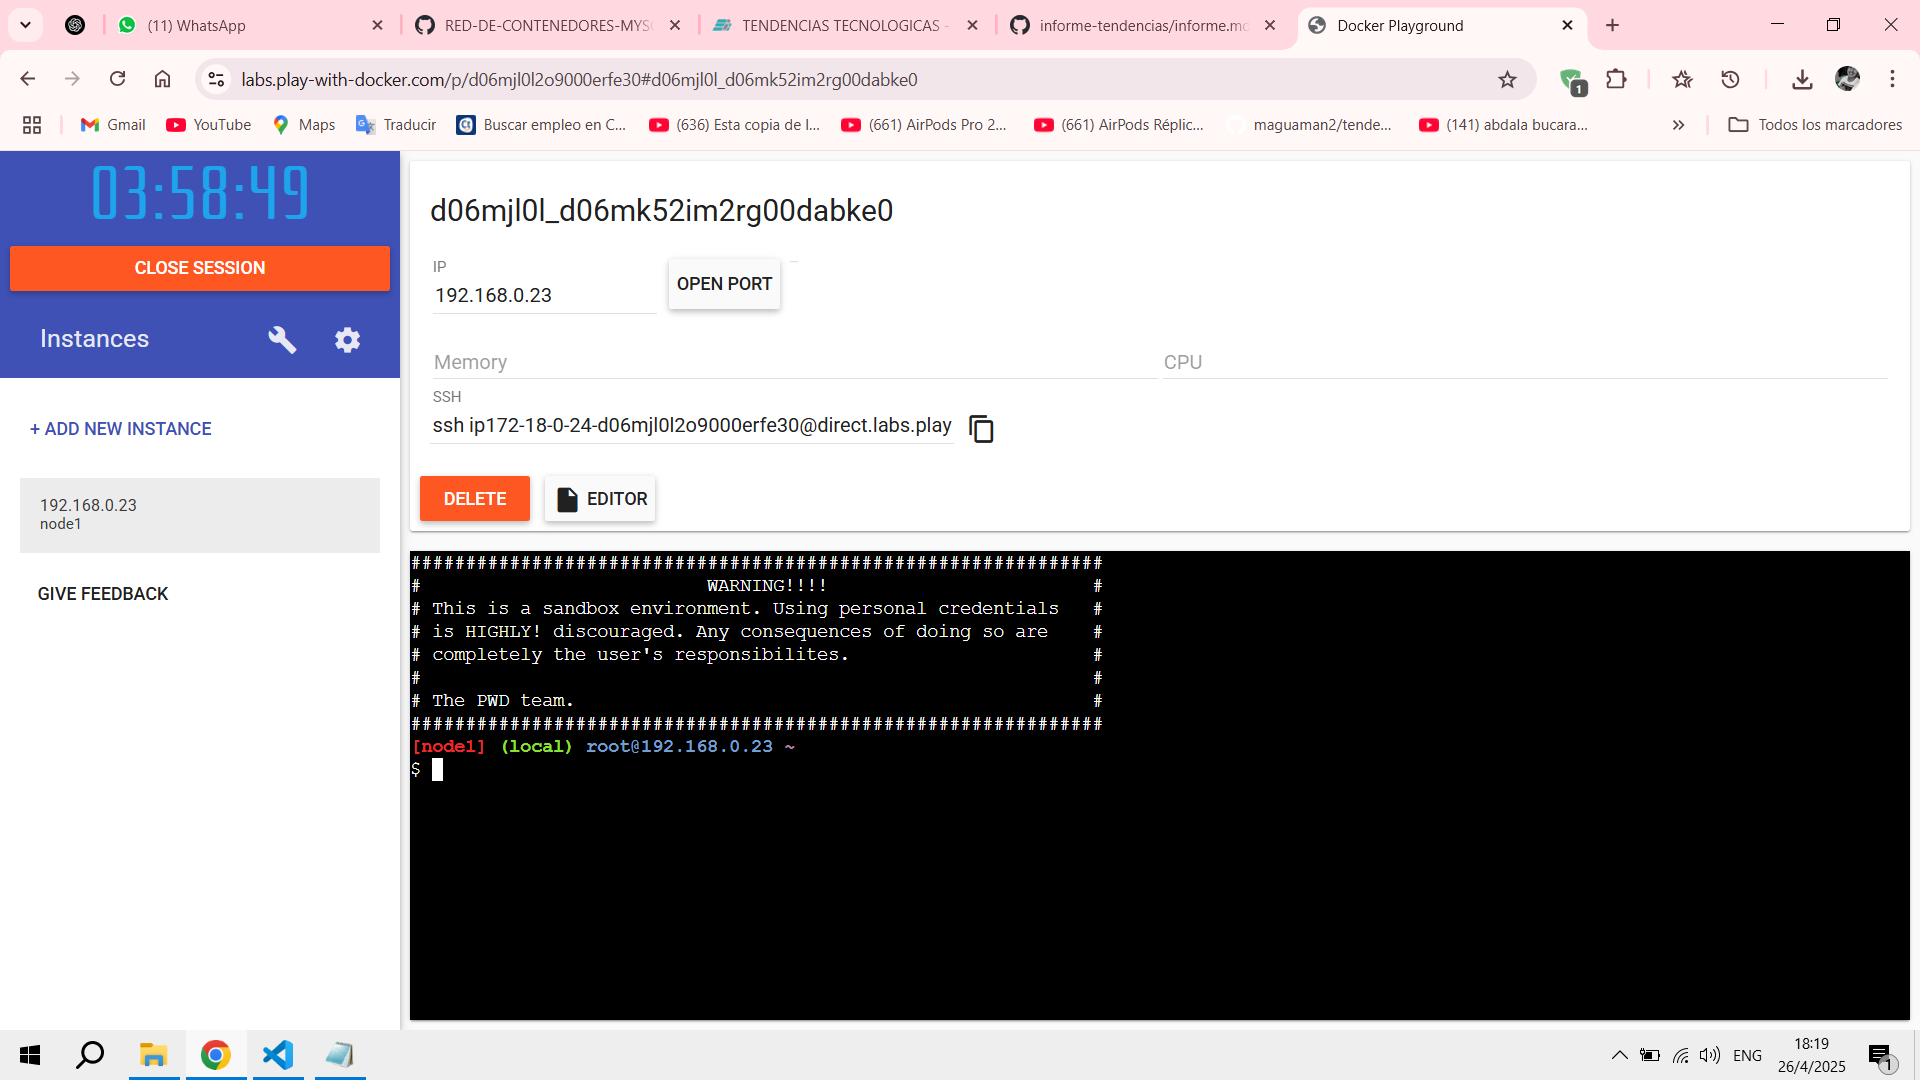 (11) WhatsApp
RED-DE-CONTENEDORES-MYS
TENDENCIAS TECNOLOGICAS -
informe-tendencias/informe.md
Docker Playground
labs.play-with-docker.com/p/d06mjl0l2o9000erfe30#d06mjl0l_d06mk52im2rg00dabke0
1
Gmail
YouTube
Maps
Traducir
Buscar empleo en C...
(636) Esta copia de l...
(661) AirPods Pro 2...
(661) AirPods Réplic...
maguaman2/tende...
(141) abdala bucara...
»
Todos los marcadores
03:58:49
CLOSE SESSION
Instances
+ ADD NEW INSTANCE
192.168.0.23
node1
GIVE FEEDBACK
d06mjl0l_d06mk52im2rg00dabke0
IP
192.168.0.23
OPEN PORT
Memory
CPU
SSH
ssh ip172-18-0-24-d06mjl0l2o9000erfe30@direct.labs.play
DELETE
EDITOR
###############################################################
#                          WARNING!!!!                        #
# This is a sandbox environment. Using personal credentials   #
# is HIGHLY! discouraged. Any consequences of doing so are    #
# completely the user's responsibilites.                      #
#                                                             #
# The PWD team.                                               #
###############################################################
[node1] (local) root@192.168.0.23 ~
$
ENG
18:19
26/4/2025
1